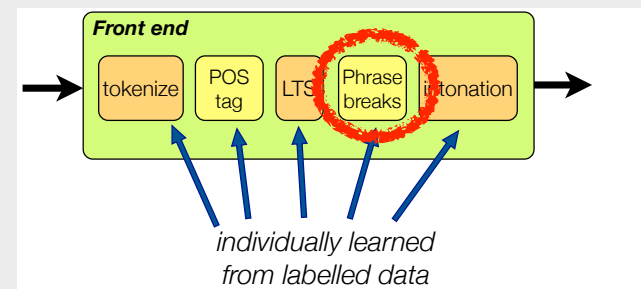 Front end
tokenize
POS
tag
LTS
Phrase
breaks
intonation
individually learned
from labelled data